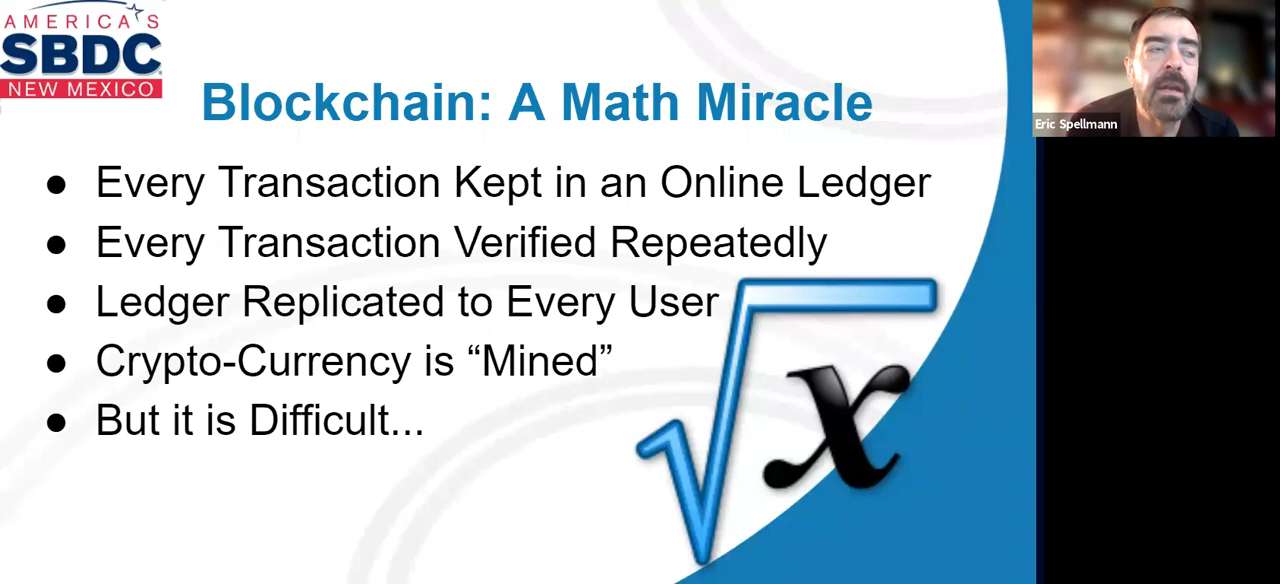 AMERICA'S
SBDC
NEW MEXICO
Blockchain: A Math Miracle
● Every Transaction Kept in an Online Ledger
● Every Transaction Verified Repeatedly
● Ledger Replicated to Every User
● Crypto-Currency is “Mined”
● But it is Difficult...
√x
Eric Spellmann